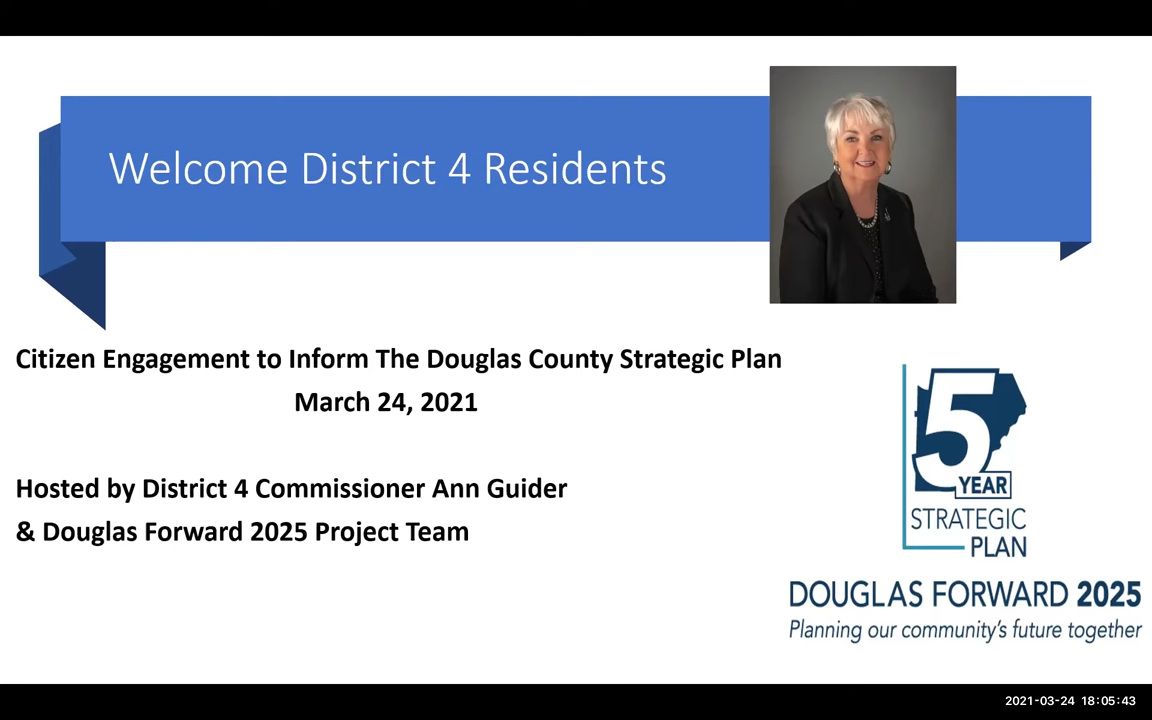 Welcome District 4 Residents
Citizen Engagement to Inform The Douglas County Strategic Plan
March 24, 2021
Hosted by District 4 Commissioner Ann Guider
& Douglas Forward 2025 Project Team
5
YEAR
STRATEGIC
PLAN
DOUGLAS FORWARD 2025
Planning our community's future together
2021-03-24 18:05:43